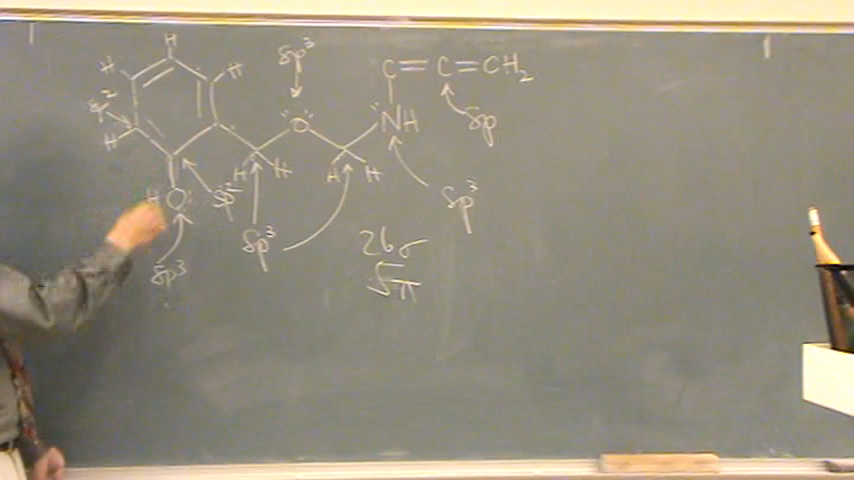 H
H
H
sp³
C=C=CH₂
sp²
O
NH
sp
H
H
H
H
H
H
O
sp²
sp³
sp³
sp³
26σ
5π